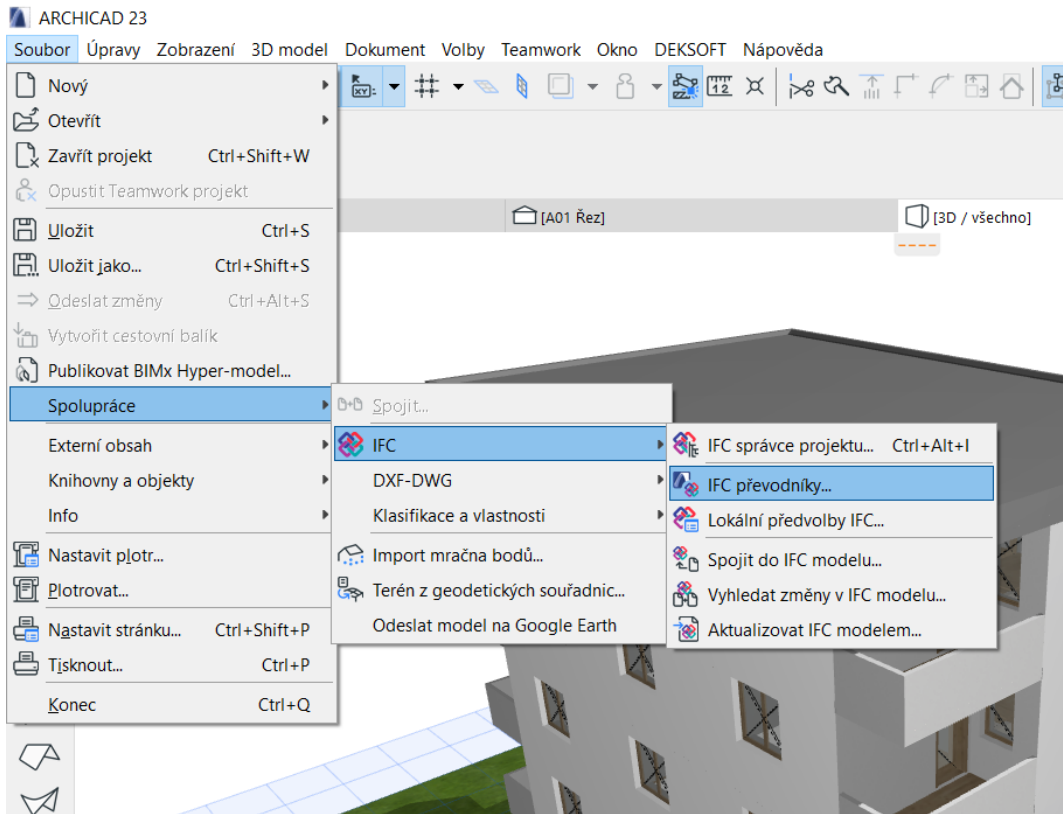 ARCHICAD 23
Soubor Úpravy Zobrazení 3D model Dokument Volby Teamwork Okno DEKSOFT Nápověda
Nový
Otevřít
Zavřít projekt Ctrl+Shift+W
Opustit Teamwork projekt
Uložit Ctrl+S
Uložit jako... Ctrl+Shift+S
Odeslat změny Ctrl+Alt+S
Vytvořit cestovní balík
Publikovat BIMx Hyper-model...
Spolupráce
Externí obsah
Knihovny a objekty
Info
Nastavit plotr...
Plotrovat...
Nastavit stránku... Ctrl+Shift+P
Tisknout... Ctrl+P
Konec Ctrl+Q
XY:
1 2
[A01 Řez]
[3D / všechno]
Spojit...
IFC
DXF-DWG
Klasifikace a vlastnosti
Import mračna bodů...
Terén z geodetických souřadnic...
Odeslat model na Google Earth
IFC správce projektu... Ctrl+Alt+I
IFC převodníky...
Lokální předvolby IFC...
Spojit do IFC modelu...
Vyhledat změny v IFC modelu...
Aktualizovat IFC modelem...